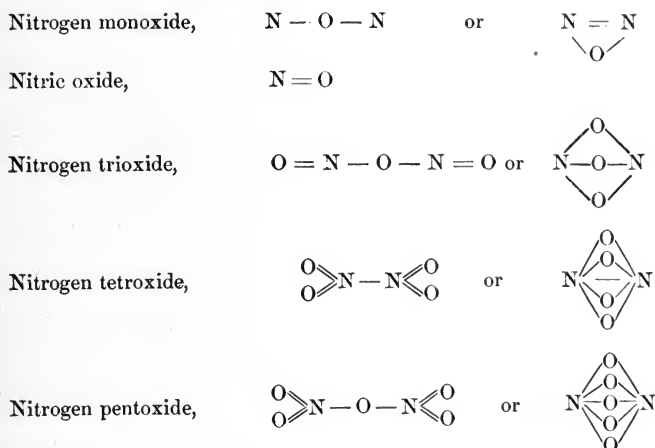 Nitrogen monoxide, N — O — N or N = N
O
Nitric oxide, N = O
O
Nitrogen trioxide, O = N — O — N = O or N—O—N
O
O
O O O
Nitrogen tetroxide, N — N or N — N
O O O
O
O
O O O
Nitrogen pentoxide, N — O — N or N—O—N
O O O
O